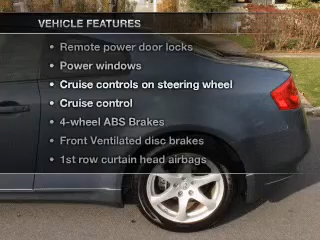 VEHICLE FEATURES
• Remote power door locks
• Power windows
• Cruise controls on steering wheel
• Cruise control
• 4-wheel ABS Brakes
• Front Ventilated disc brakes
• 1st row curtain head airbags